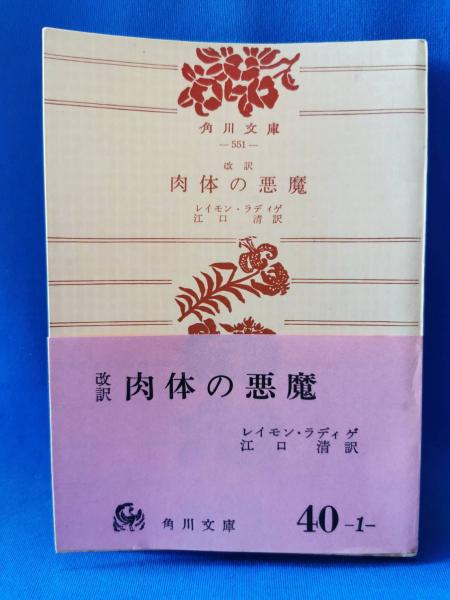 角川文庫
—551—
改訳
肉体の悪魔
レイモン・ラディゲ
江口 清訳
改訳 肉体の悪魔
レイモン・ラディゲ
江口 清訳
角川文庫 40-1-